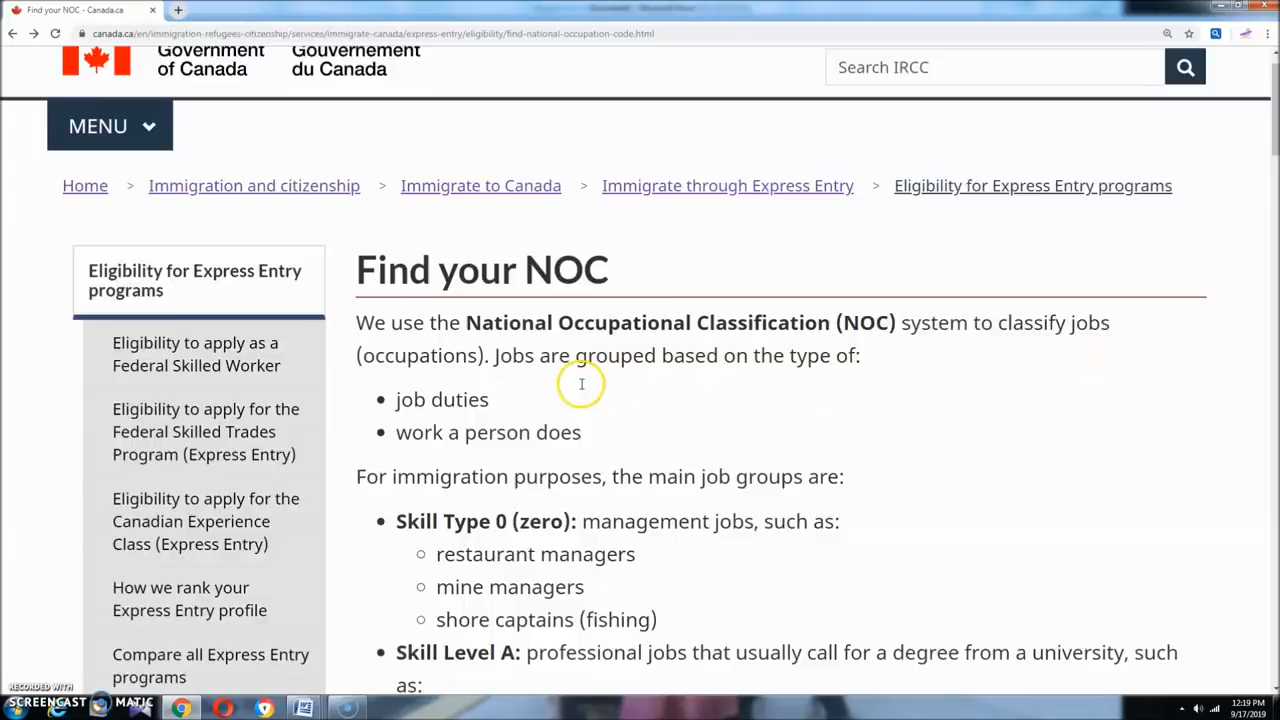 Find your NOC - Canada.ca
canada.ca/en/immigration-refugees-citizenship/services/immigrate-canada/express-entry/eligibility/find-national-occupation-code.html
Government of Canada
Gouvernement du Canada
Search IRCC
MENU
Home > Immigration and citizenship > Immigrate to Canada > Immigrate through Express Entry > Eligibility for Express Entry programs
Eligibility for Express Entry
programs
Eligibility to apply as a
Federal Skilled Worker
Eligibility to apply for the
Federal Skilled Trades
Program (Express Entry)
Eligibility to apply for the
Canadian Experience
Class (Express Entry)
How we rank your
Express Entry profile
Compare all Express Entry
programs
Find your NOC
We use the National Occupational Classification (NOC) system to classify jobs
(occupations). Jobs are grouped based on the type of:
job duties
work a person does
For immigration purposes, the main job groups are:
Skill Type 0 (zero): management jobs, such as:
restaurant managers
mine managers
shore captains (fishing)
Skill Level A: professional jobs that usually call for a degree from a university, such
as:
RECORDED WITH
SCREENCAST MATIC
12:19 PM
9/17/2019